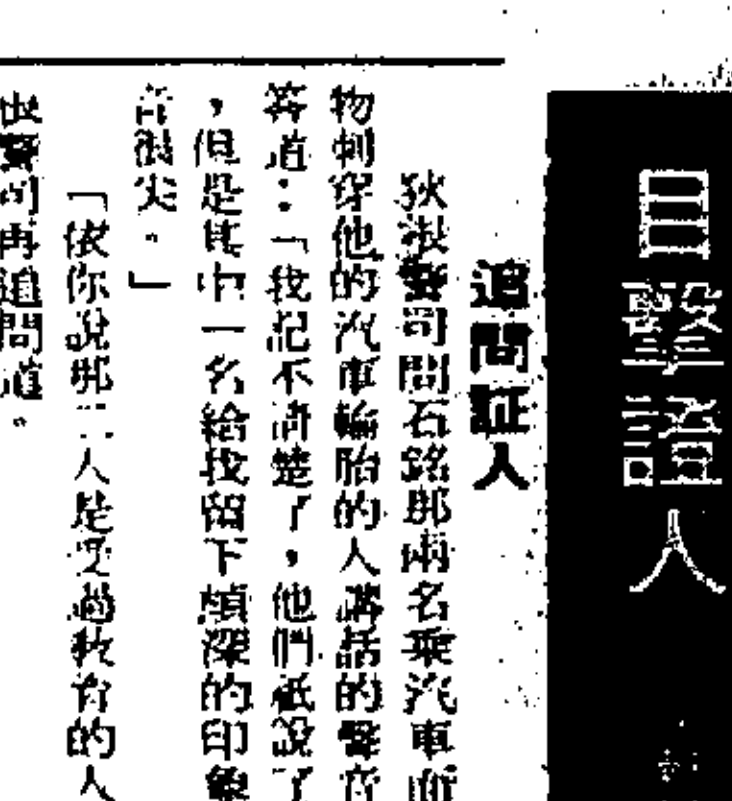 目擊證人
追問証人
狄淑警司問石銘那兩名乘汽車而
物刺穿他的汽車輪胎的人講話的聲音
答道：「我記不清楚了，他們祇說了
，但是其中一名給我留下頗深的印象
音很尖。」
「依你說那二人是受過教育的人
警司再追問道。